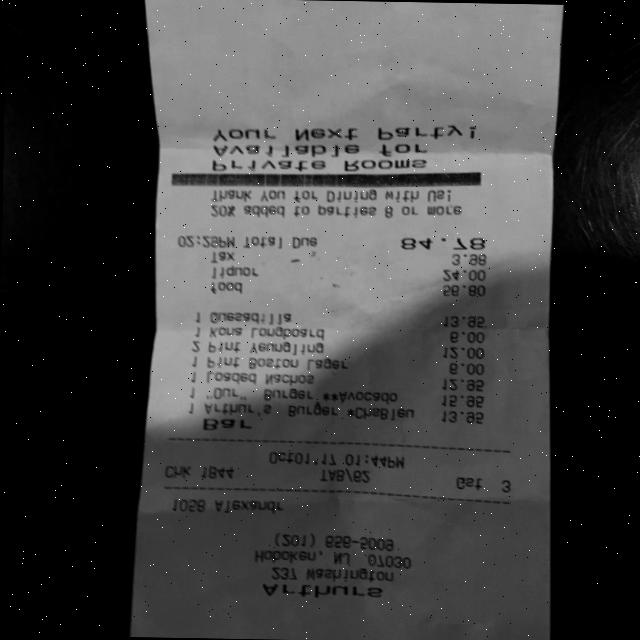 Arthurs
237 Washington
Hoboken, NJ 07030
(201) 656-5009
1058 Alexandr
Chk 1844 TAB/62 Gst 3
Oct01'17 01:44PM
Bar
1 Arthur's Burger *Cre8leu 13.95
1 "Our" Burger **Avocado 15.95
1 Loaded Nachos 12.95
1 Pint Boston Lager 6.00
2 Pint Yeungling 12.00
1 Kona Longboard 6.00
1 Quesadilla 13.95
food 56.80
liquor 24.00
Tax 3.98
02:25PM Total Due 84.78
20% added to parties 8 or more
Thank You for Dining with Us!
Private Rooms
Available for
Your Next Party!